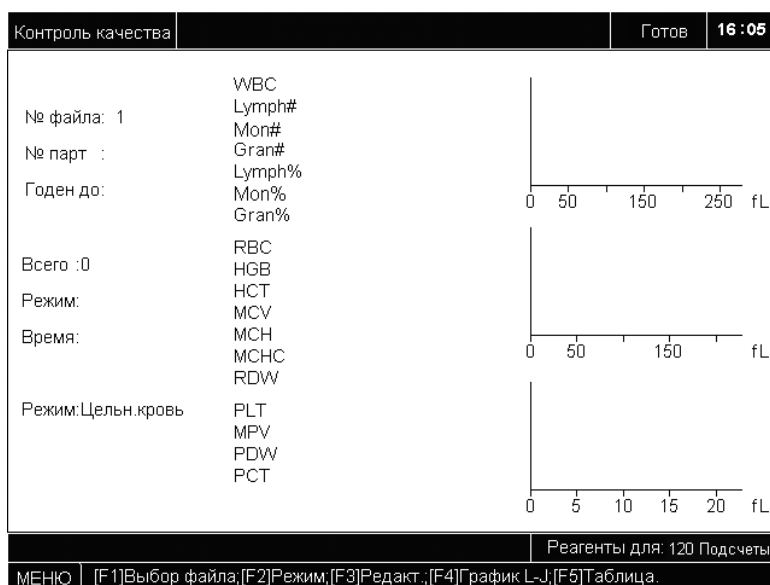 Контроль качества Готов 16:05
№ файла: 1
№ парт :
Годен до:
Всего :0
Режим:
Время:
Режим:Цельн.кровь
WBC
Lymph#
Mon#
Gran#
Lymph%
Mon%
Gran%
RBC
HGB
HCT
MCV
MCH
MCHC
RDW
PLT
MPV
PDW
PCT
0 50 150 250 fL
0 50 150 fL
0 5 10 15 20 fL
Реагенты для: 120 Подсчеты
МЕНЮ [F1]Выбор файла;[F2]Режим;[F3]Редакт.;[F4]График L-J;[F5]Таблица.